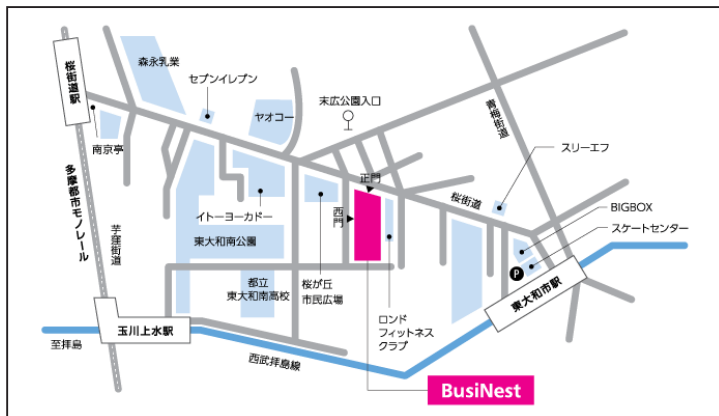 森永乳業
セブンイレブン
ヤオコー
末広公園入口
青梅街道
桜街道駅
南京亭
多摩都市モノレール
芋窪街道
イトーヨーカドー
東大和南公園
都立
東大和南高校
桜が丘
市民広場
正門
西門
桜街道
スリーエフ
BIGBOX
スケートセンター
P
東大和市駅
ロンド
フィットネス
クラブ
玉川上水駅
至拝島
西武拝島線
BusiNest